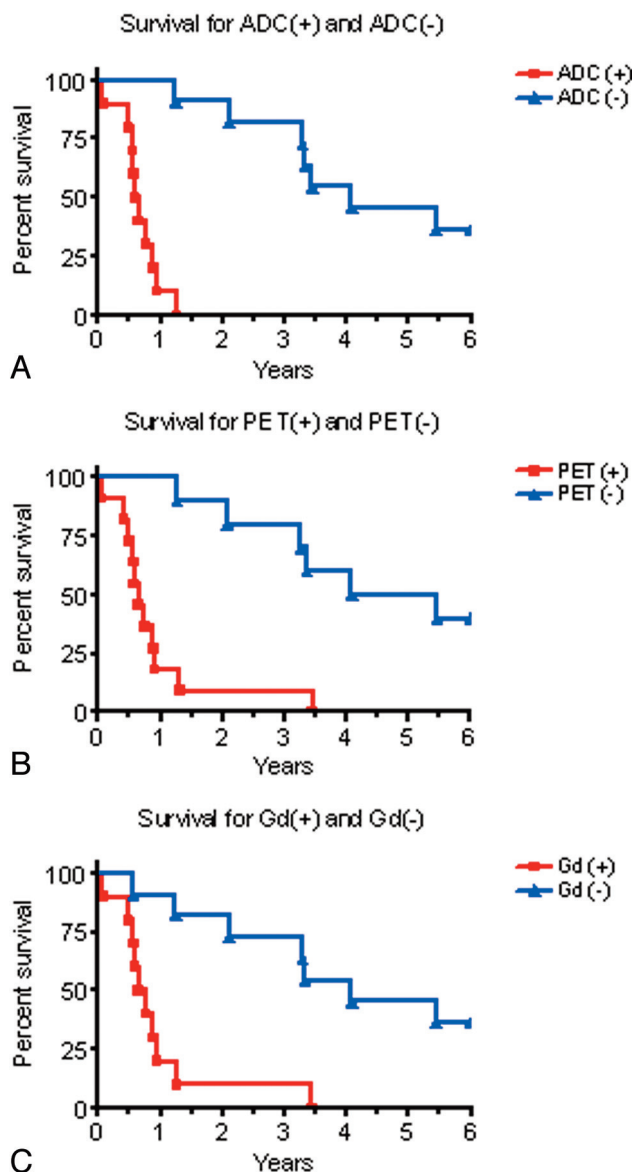 Survival for ADC(+) and ADC(-)
ADC (+)
ADC (-)
Percent survival
100
75
50
25
0
0 1 2 3 4 5 6
Years
A
Survival for PET(+) and PET(-)
PET (+)
PET (-)
Percent survival
100
75
50
25
0
0 1 2 3 4 5 6
Years
B
Survival for Gd(+) and Gd(-)
Gd (+)
Gd (-)
Percent survival
100
75
50
25
0
0 1 2 3 4 5 6
Years
C